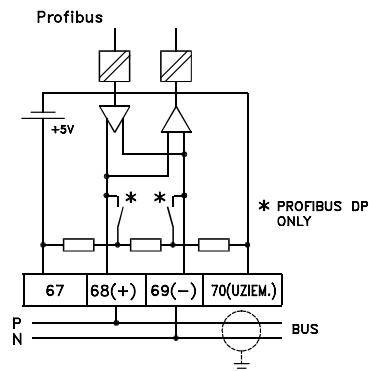 Profibus
+5V
* *
* PROFIBUS DP
ONLY
67 68(+) 69(-) 70(UZIEM.)
P
N
BUS